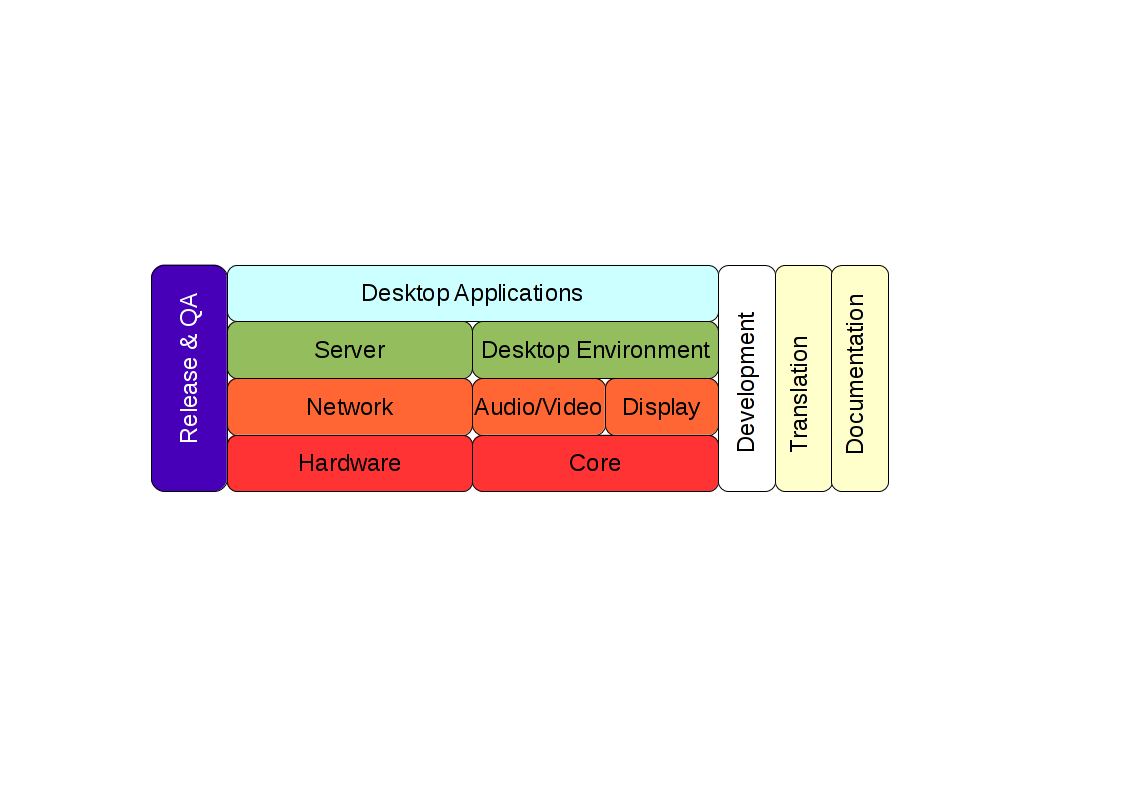 Release & QA
Desktop Applications
Server
Desktop Environment
Network
Audio/Video
Display
Hardware
Core
Development
Translation
Documentation